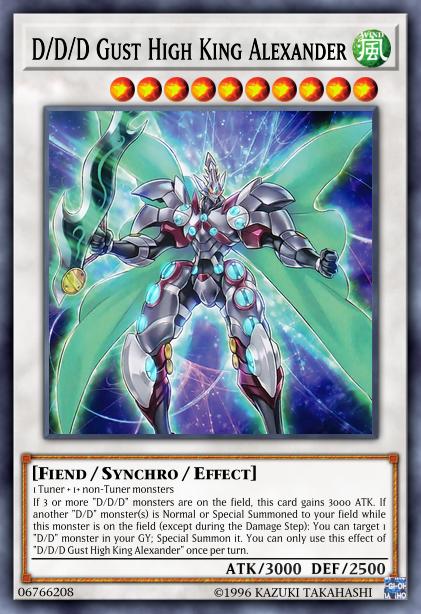 D/D/D Gust High King Alexander
WIND
風
[Fiend / Synchro / Effect]
1 Tuner + 1+ non-Tuner monsters
If 3 or more "D/D/D" monsters are on the field, this card gains 3000 ATK. If
another "D/D" monster(s) is Normal or Special Summoned to your field while
this monster is on the field (except during the Damage Step): You can target 1
"D/D" monster in your GY; Special Summon it. You can only use this effect of
"D/D/D Gust High King Alexander" once per turn.
ATK/3000 DEF/2500
06766208
©1996 KAZUKI TAKAHASHI